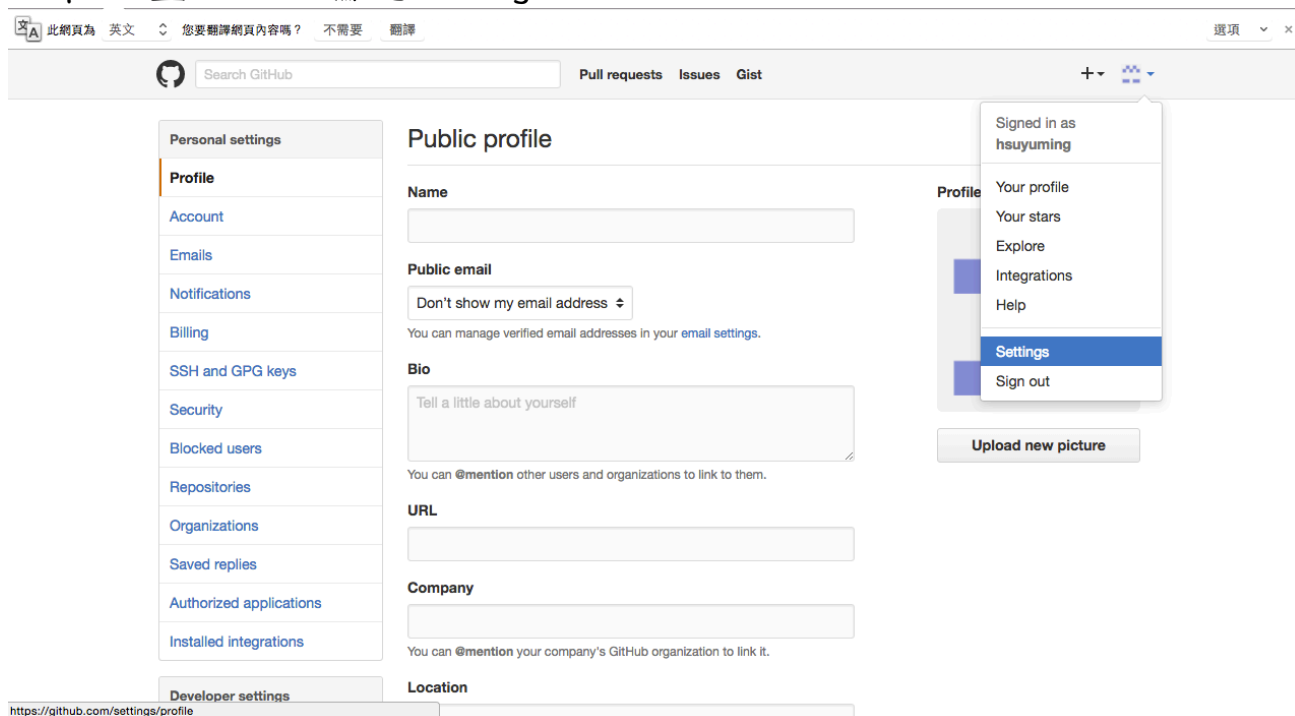 此網頁為 英文 您要翻譯網頁內容嗎？ 不需要 翻譯 選項 ×
Search GitHub Pull requests Issues Gist
Signed in as
hsuyuming
Your profile
Your stars
Explore
Integrations
Help
Settings
Sign out
Personal settings
Profile
Account
Emails
Notifications
Billing
SSH and GPG keys
Security
Blocked users
Repositories
Organizations
Saved replies
Authorized applications
Installed integrations
Developer settings
Public profile
Name
Public email
Don't show my email address
You can manage verified email addresses in your email settings.
Bio
Tell a little about yourself
You can @mention other users and organizations to link to them.
URL
Company
You can @mention your company's GitHub organization to link it.
Location
Profile
Upload new picture
https://github.com/settings/profile